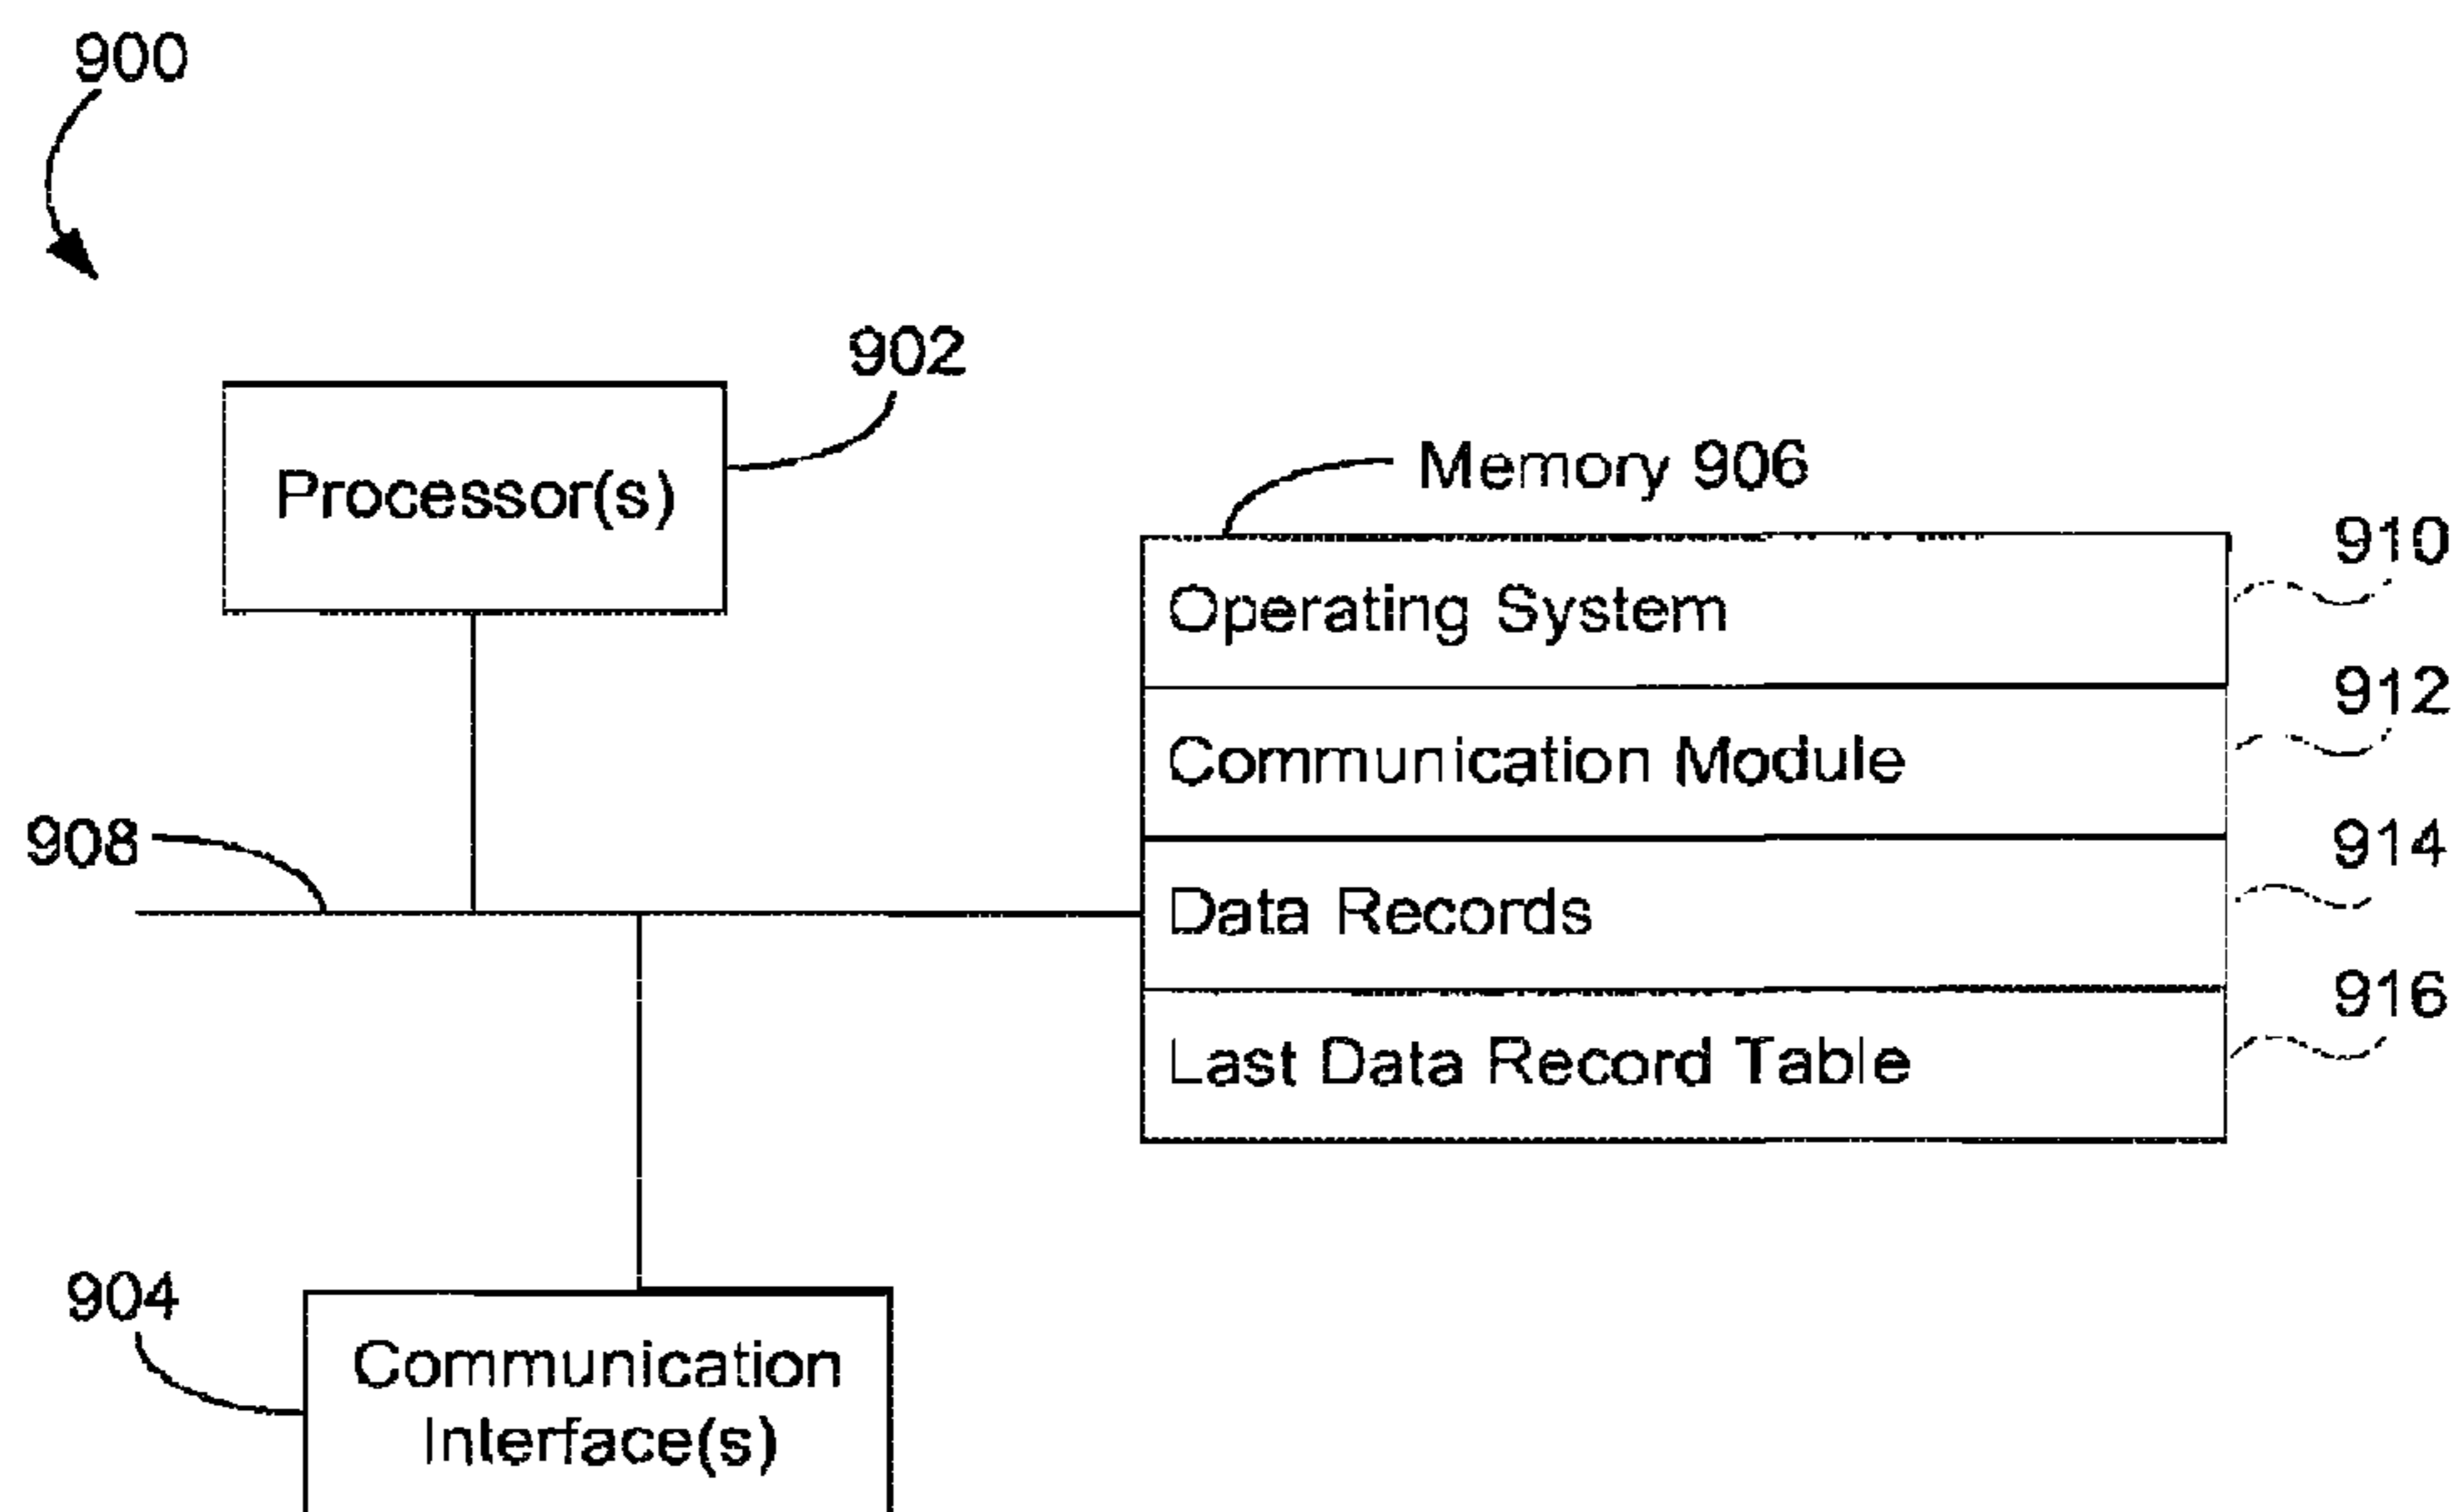 900
902
Processor(s)
Memory 906
910
Operating System
912
Communication Module
908
914
Data Records
916
Last Data Record Table
904
Communication
Interface(s)